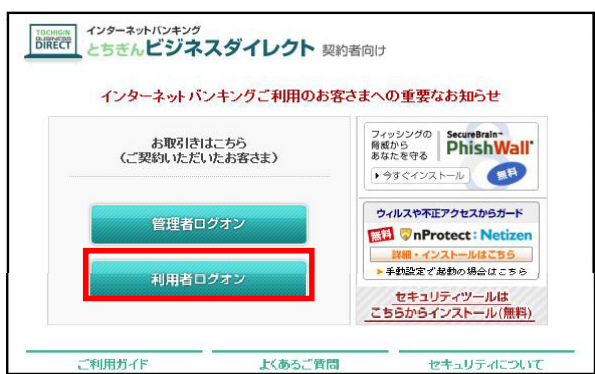 TOCHIGIN
BUSINESS
DIRECT
インターネットバンキング
とちぎんビジネスダイレクト 契約者向け
インターネットバンキングご利用のお客さまへの重要なお知らせ
お取引きはこちら
(ご契約いただいたお客さま)
管理者ログオン
利用者ログオン
フィッシングの
脅威から
あなたを守る
SecureBrain
PhishWall
今すぐインストール
無料
ウィルスや不正アクセスからガード
無料 nProtect : Netizen
詳細・インストールはこちら
手動設定で起動の場合はこちら
セキュリティツールは
こちらからインストール(無料)
ご利用ガイド
よくあるご質問
セキュリティについて